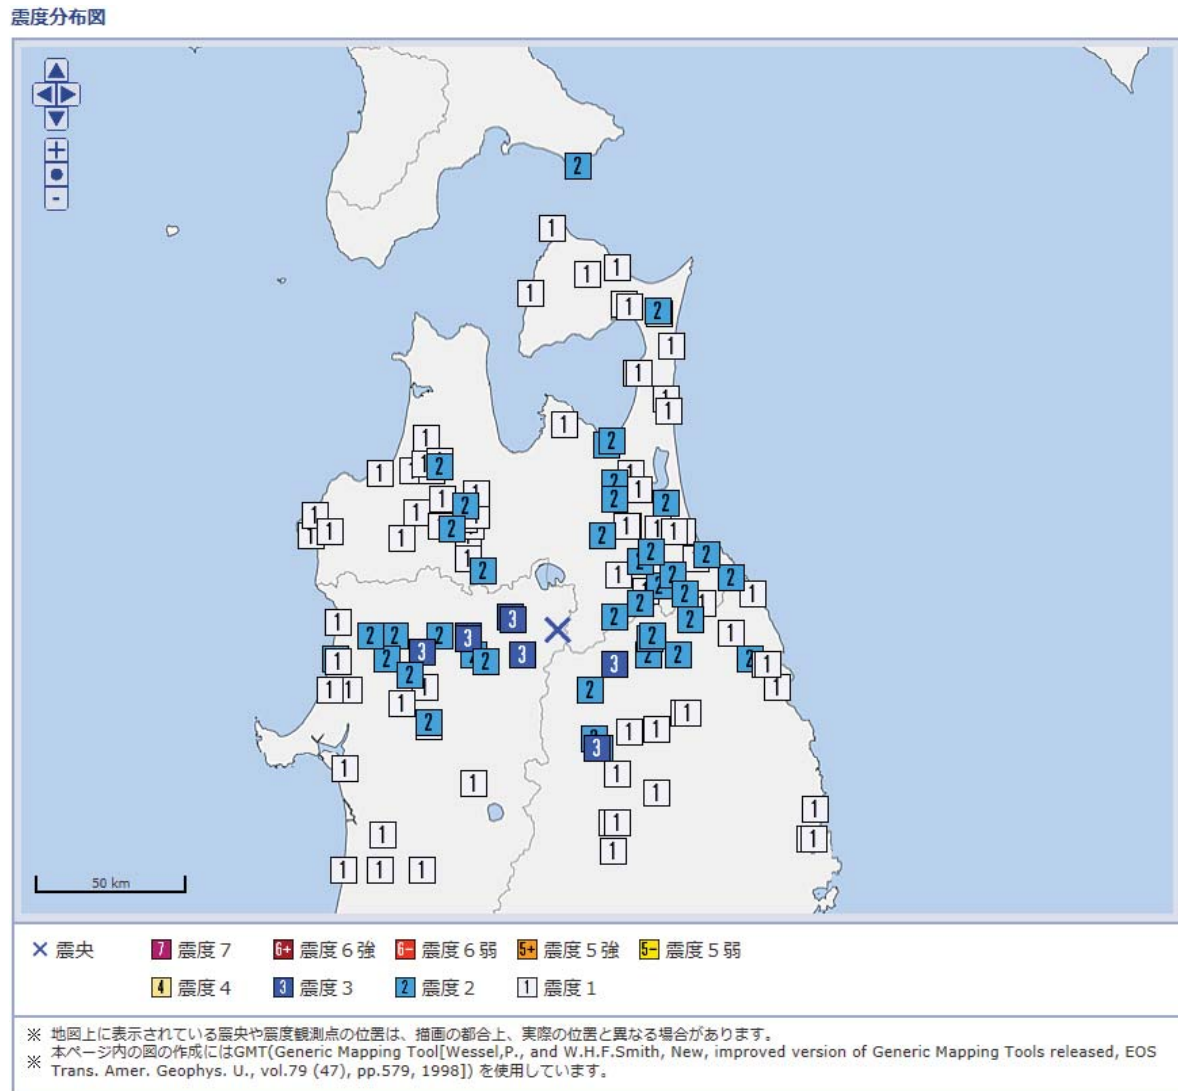 震度分布図
50 km
× 震央 7 震度７ 6+ 震度６強 6- 震度６弱 5+ 震度５強 5- 震度５弱
4 震度４ 3 震度３ 2 震度２ 1 震度１
※ 地図上に表示されている震央や震度観測点の位置は、描画の都合上、実際の位置と異なる場合があります。
※ 本ページ内の図の作成にはGMT(Generic Mapping Tool[Wessel,P., and W.H.F.Smith, New, improved version of Generic Mapping Tools released, EOS
Trans. Amer. Geophys. U., vol.79 (47), pp.579, 1998]) を使用しています。